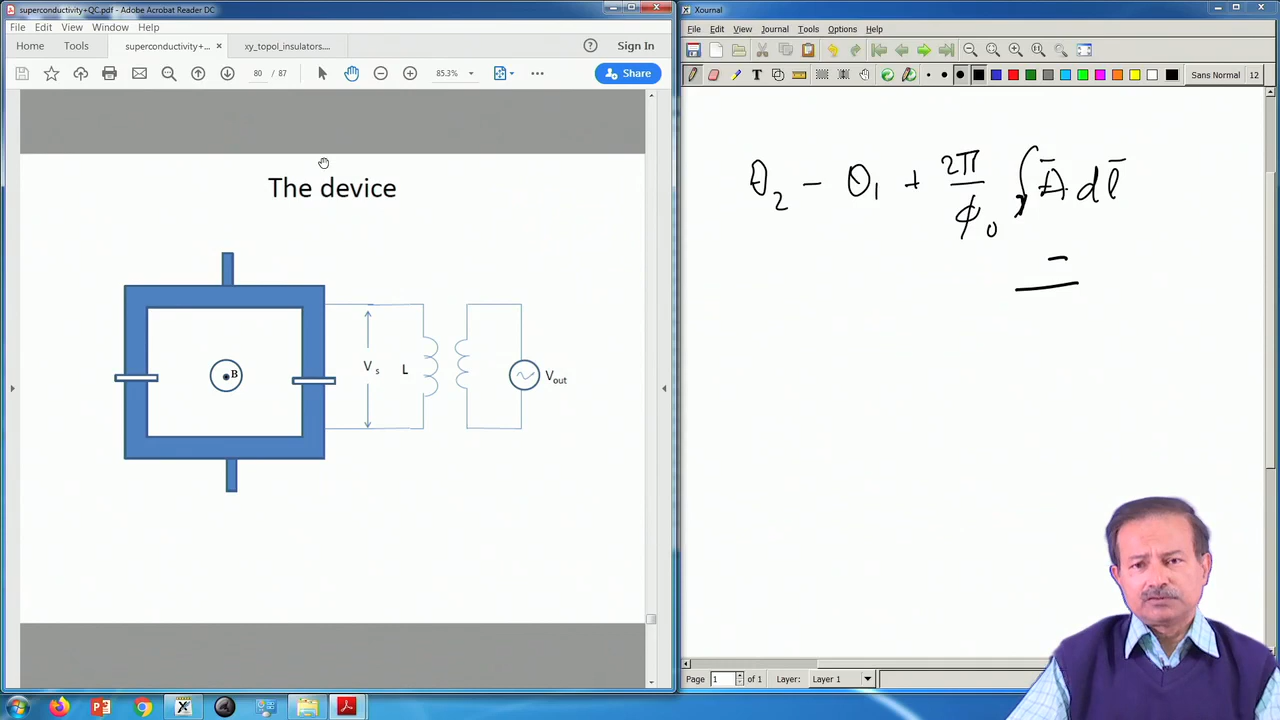 superconductivity+QC.pdf - Adobe Acrobat Reader DC
File Edit View Window Help
Home Tools superconductivity+... × xy_topol_insulators.... ? Sign In
80 / 87 85.3% Share
The device
B
V s
L
V out
Xournal
File Edit View Journal Tools Options Help
Sans Normal 12
θ₂ − θ₁ + 2π/ϕ₀ ∫ Ā · d l̄
=
Page 1 of 1 Layer: Layer 1